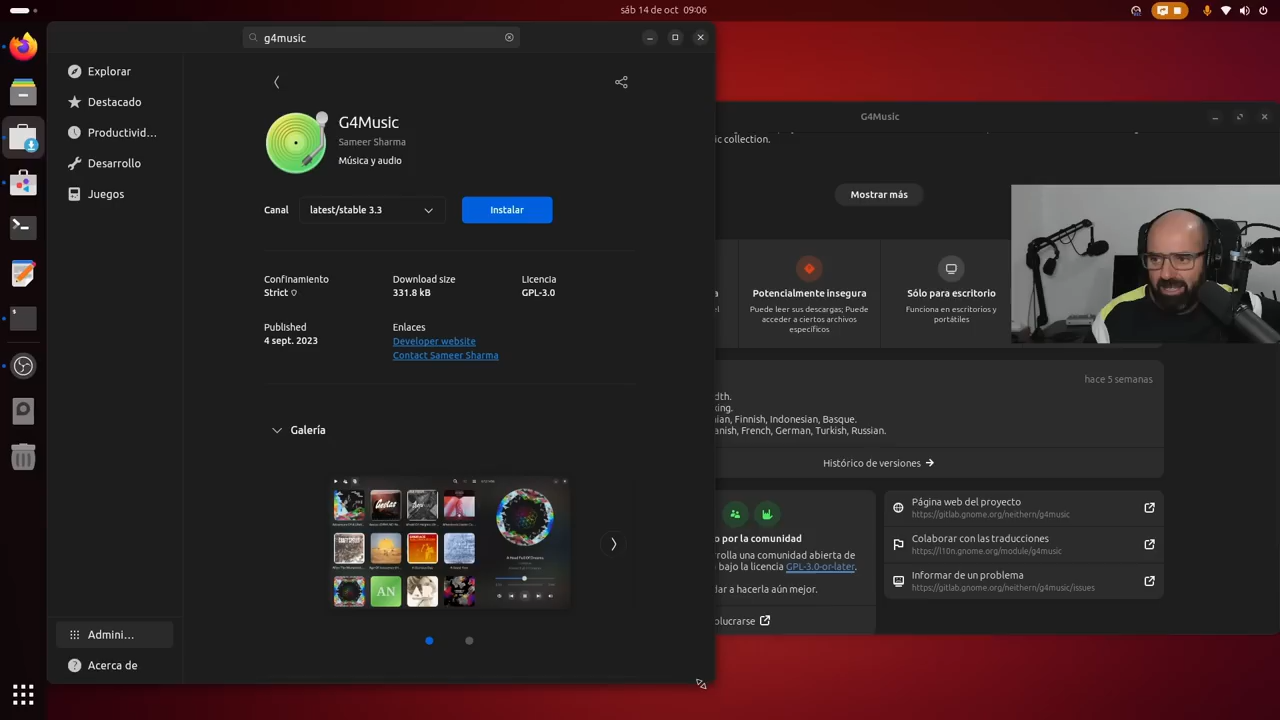 sáb 14 de oct 09:06
g4music
Explorar
Destacado
Productivid...
Desarrollo
Juegos
Admini...
Acerca de
G4Music
Sameer Sharma
Música y audio
Canal
latest/stable 3.3
Instalar
Confinamiento
Strict
Download size
331.8 kB
Licencia
GPL-3.0
Published
4 sept. 2023
Enlaces
Developer website
Contact Sameer Sharma
Galería
AN
G4Music
ic collection.
Mostrar más
Potencialmente insegura
Puede leer sus descargas; Puede
acceder a ciertos archivos
específicos
Sólo para escritorio
Funciona en escritorios y
portátiles
hace 5 semanas
dth.
king.
ian, Finnish, Indonesian, Basque.
anish, French, German, Turkish, Russian.
Histórico de versiones
o por la comunidad
rrolla una comunidad abierta de
bajo la licencia GPL-3.0-or-later.
dar a hacerla aún mejor.
olucrarse
Página web del proyecto
https://gitlab.gnome.org/neithern/g4music
Colaborar con las traducciones
https://l10n.gnome.org/module/g4music
Informar de un problema
https://gitlab.gnome.org/neithern/g4music/issues